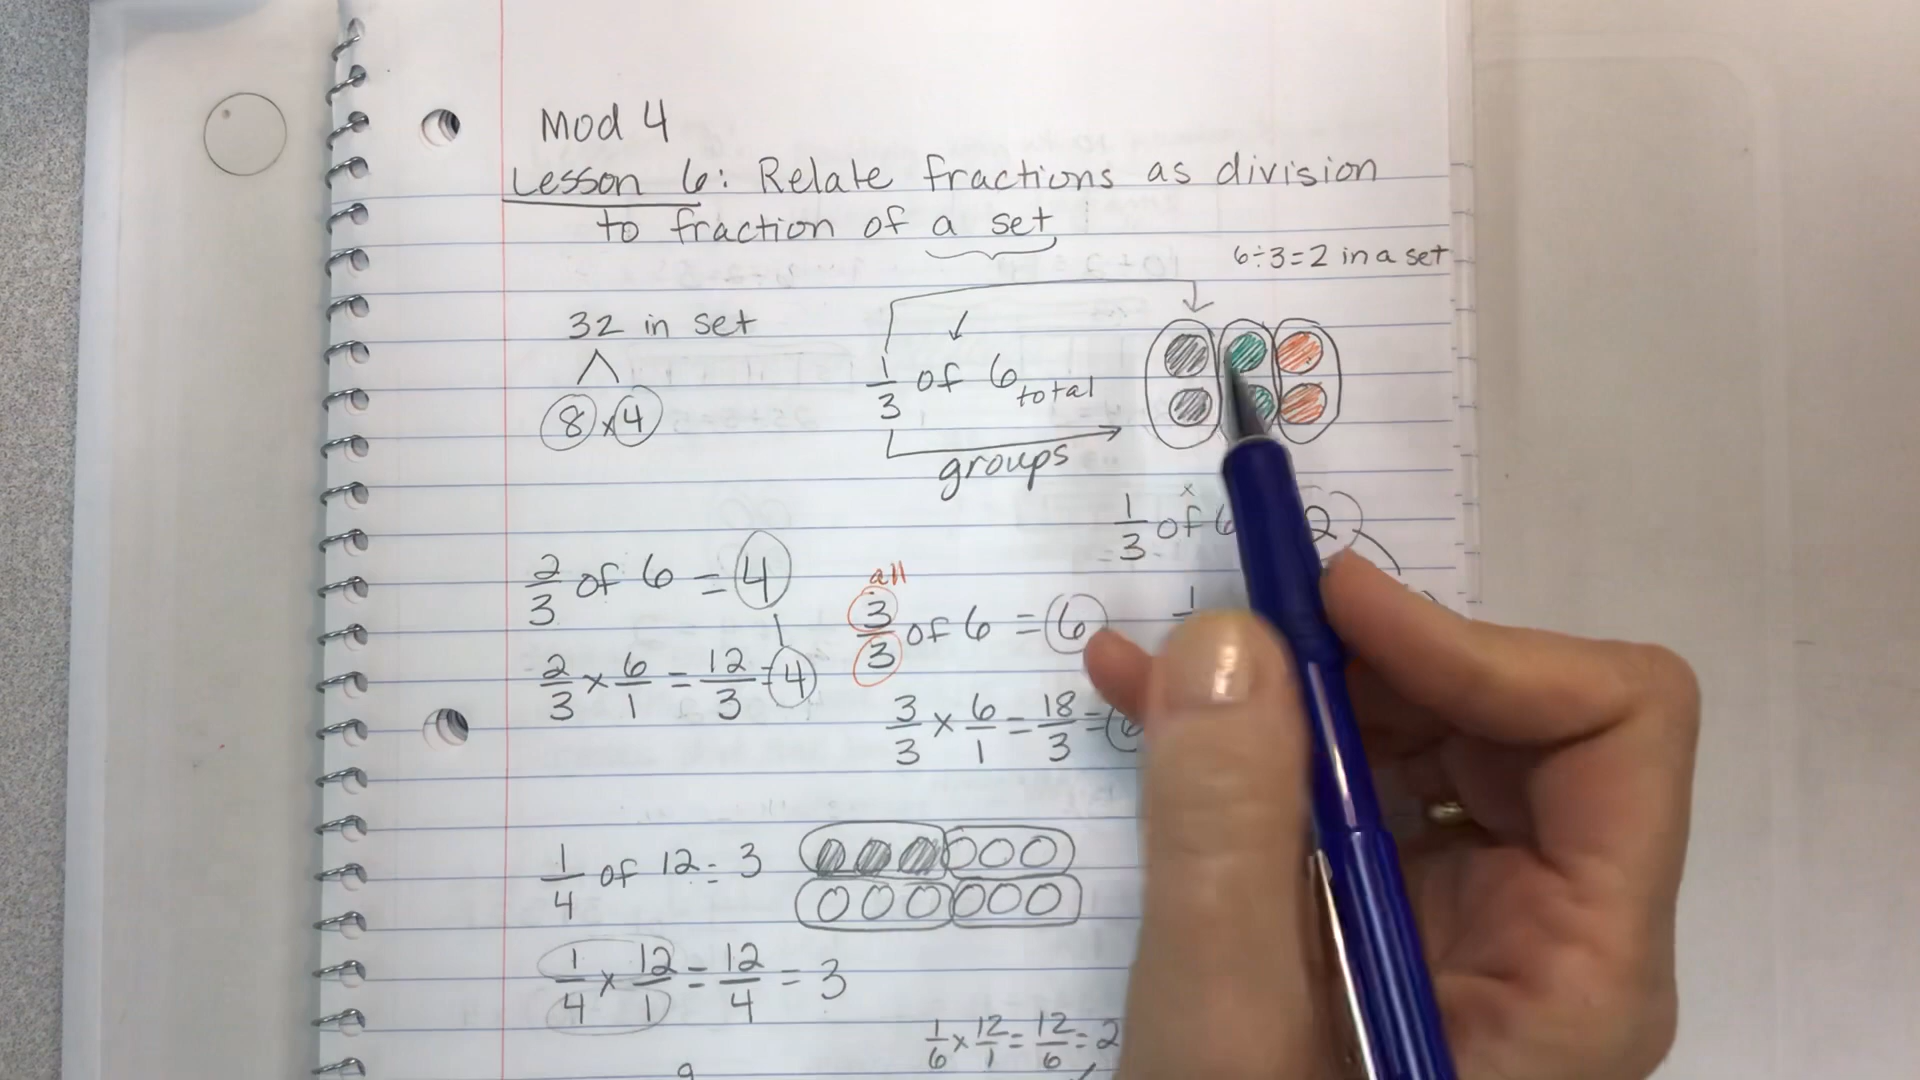 Mod 4
Lesson 6: Relate fractions as division
to fraction of a set
6÷3=2 in a set
32 in set
8 x 4
1/3 of 6 total
groups
x
1/3 of 6 2
2/3 of 6 = 4
all
3/3 of 6 = 6
2/3 x 6/1 = 12/3 = 4
3/3 x 6/1 = 18/3 = 6
1/4 of 12 = 3
1/4 x 12/1 = 12/4 = 3
1/6 x 12/1 = 12/6 = 2